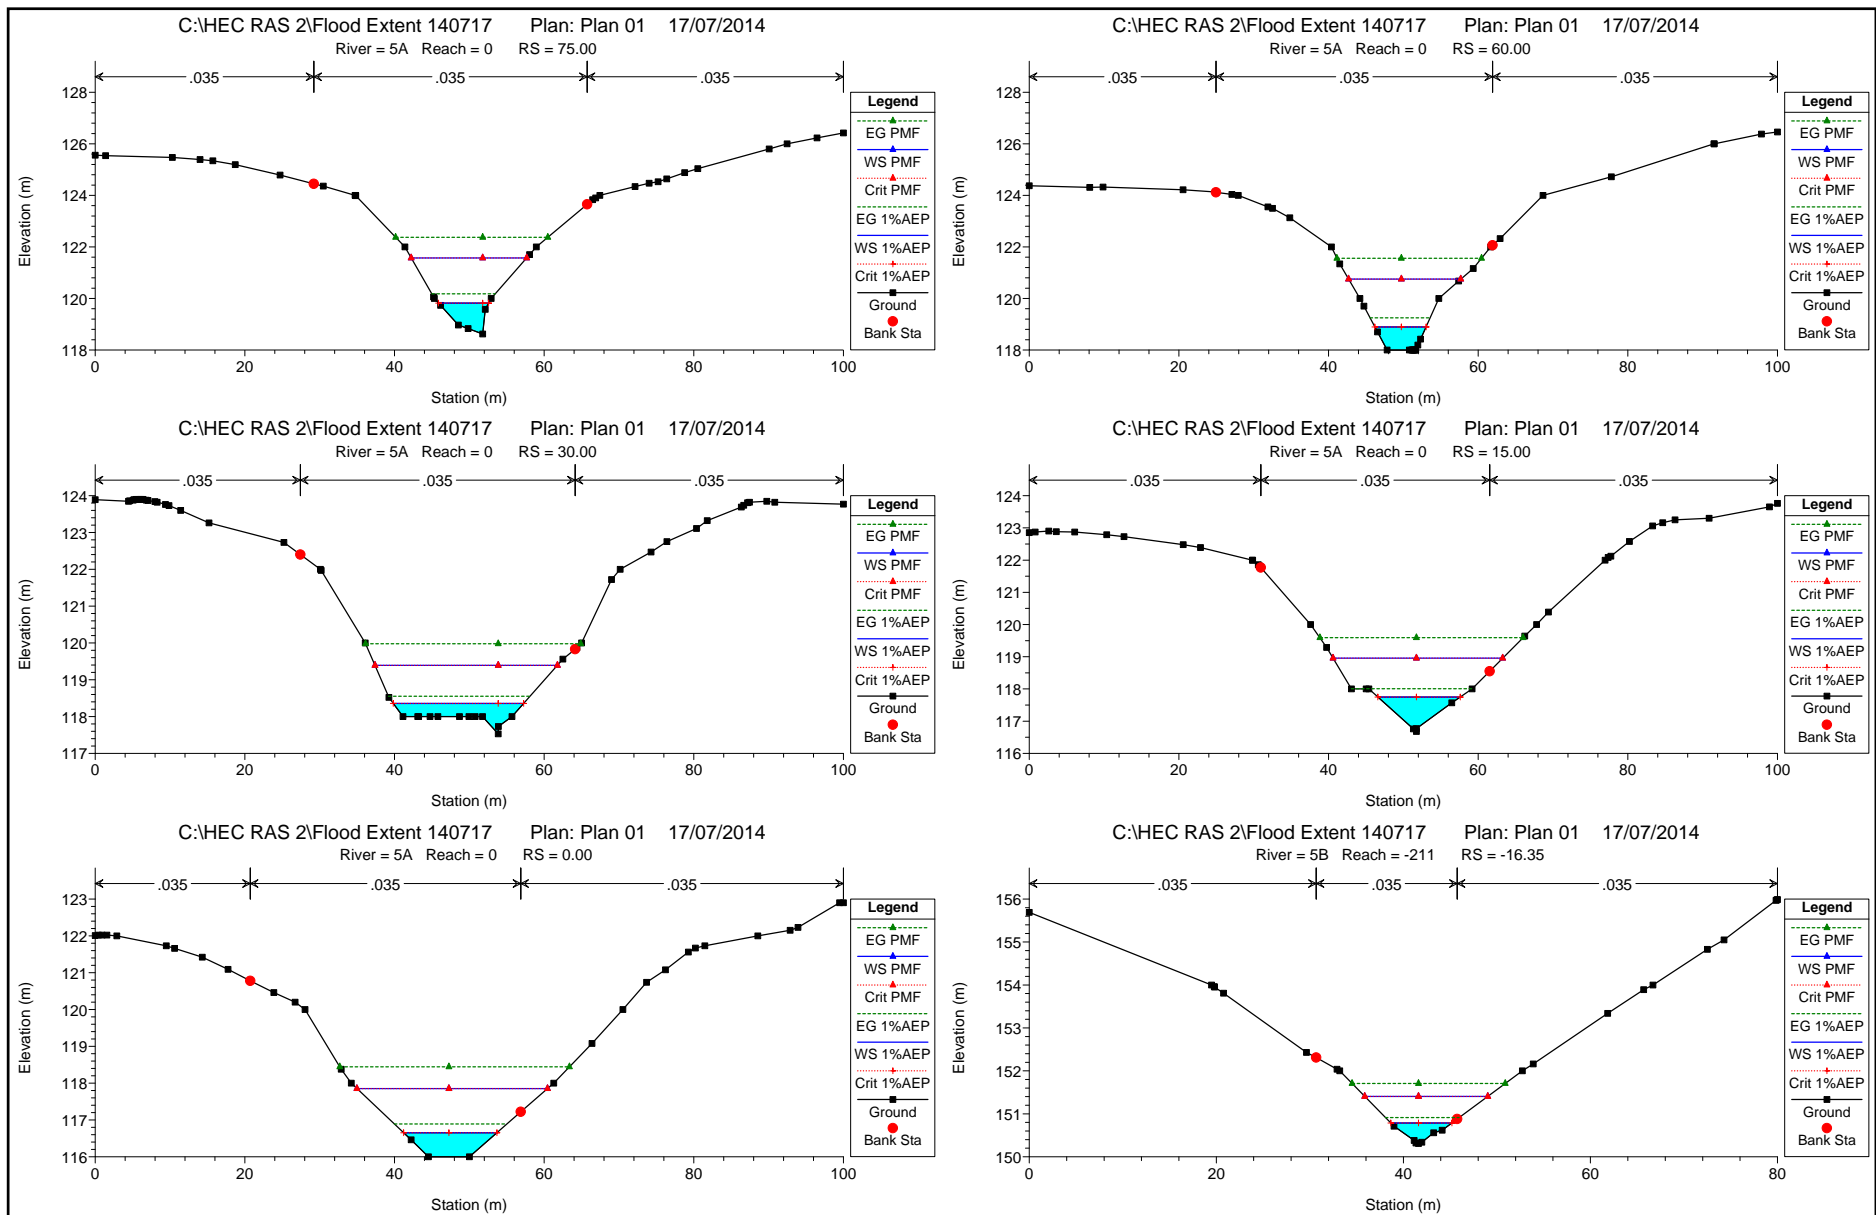 C:\HEC RAS 2\Flood Extent 140717 Plan: Plan 01 17/07/2014
River = 5A Reach = 0 RS = 75.00
.035 .035 .035
128
126
124
122
120
118
Elevation (m)
0 20 40 60 80 100
Station (m)
Legend
EG PMF
WS PMF
Crit PMF
EG 1%AEP
WS 1%AEP
Crit 1%AEP
Ground
Bank Sta
C:\HEC RAS 2\Flood Extent 140717 Plan: Plan 01 17/07/2014
River = 5A Reach = 0 RS = 60.00
.035 .035 .035
128
126
124
122
120
118
Elevation (m)
0 20 40 60 80 100
Station (m)
Legend
EG PMF
WS PMF
Crit PMF
EG 1%AEP
WS 1%AEP
Crit 1%AEP
Ground
Bank Sta
C:\HEC RAS 2\Flood Extent 140717 Plan: Plan 01 17/07/2014
River = 5A Reach = 0 RS = 30.00
.035 .035 .035
124
123
122
121
120
119
118
117
Elevation (m)
0 20 40 60 80 100
Station (m)
Legend
EG PMF
WS PMF
Crit PMF
EG 1%AEP
WS 1%AEP
Crit 1%AEP
Ground
Bank Sta
C:\HEC RAS 2\Flood Extent 140717 Plan: Plan 01 17/07/2014
River = 5A Reach = 0 RS = 15.00
.035 .035 .035
124
123
122
121
120
119
118
117
116
Elevation (m)
0 20 40 60 80 100
Station (m)
Legend
EG PMF
WS PMF
Crit PMF
EG 1%AEP
WS 1%AEP
Crit 1%AEP
Ground
Bank Sta
C:\HEC RAS 2\Flood Extent 140717 Plan: Plan 01 17/07/2014
River = 5A Reach = 0 RS = 0.00
.035 .035 .035
123
122
121
120
119
118
117
116
Elevation (m)
0 20 40 60 80 100
Station (m)
Legend
EG PMF
WS PMF
Crit PMF
EG 1%AEP
WS 1%AEP
Crit 1%AEP
Ground
Bank Sta
C:\HEC RAS 2\Flood Extent 140717 Plan: Plan 01 17/07/2014
River = 5B Reach = -211 RS = -16.35
.035 .035 .035
156
155
154
153
152
151
150
Elevation (m)
0 20 40 60 80
Station (m)
Legend
EG PMF
WS PMF
Crit PMF
EG 1%AEP
WS 1%AEP
Crit 1%AEP
Ground
Bank Sta